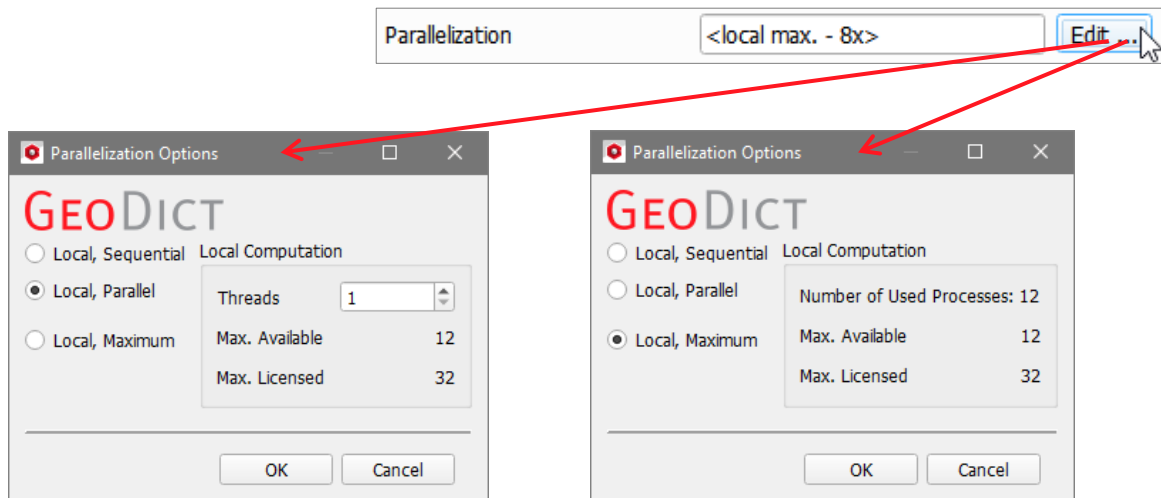 Parallelization <local max. - 8x> Edit ...
Parallelization Options
GEODICT
Local, Sequential Local Computation
Local, Parallel Threads 1
Local, Maximum Max. Available 12
Max. Licensed 32
OK Cancel
Parallelization Options
GEODICT
Local, Sequential Local Computation
Local, Parallel Number of Used Processes: 12
Local, Maximum Max. Available 12
Max. Licensed 32
OK Cancel